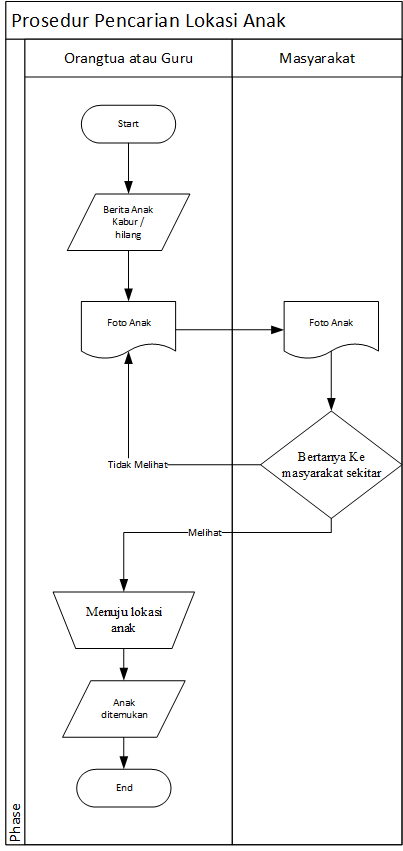 Prosedur Pencarian Lokasi Anak
Orangtua atau Guru
Masyarakat
Start
Berita Anak
Kabur /
hilang
Foto Anak
Foto Anak
Bertanya Ke
masyarakat sekitar
Tidak Melihat
Melihat
Menuju lokasi
anak
Anak
ditemukan
End
Phase